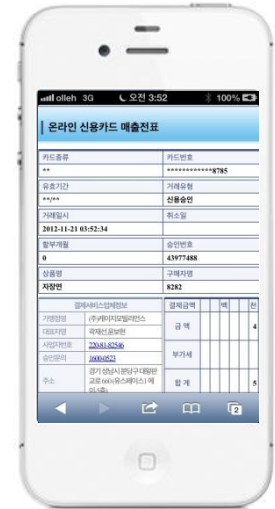 olleh 3G 오전 3:52 100%
온라인 신용카드 매출전표
카드종류 카드번호
** ************8785
유효기간 거래유형
**/** 신용승인
거래일시 취소일
2012-11-21 03:52:34
할부개월 승인번호
0 43977488
상품명 구매자명
자장면 8282
결제서비스업체정보 결제금액 백 천
가맹점명 (주)케이지모빌리언스
금 액 4
대표자명 곽재선,윤보현
사업자번호 220-81-82546
부가세
승인문의 1600-0523
주소 경기 성남시 분당구 대왕판
교로 660 (유스페이스1 에
합 계 5
2